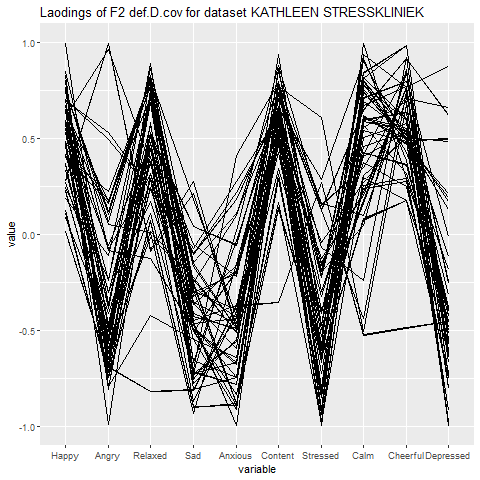 Laodings of F2 def.D.cov for dataset KATHLEEN STRESSKLINIEK
1.0
0.5
0.0
-0.5
-1.0
value
Happy Angry Relaxed Sad Anxious Content Stressed Calm Cheerful Depressed
variable